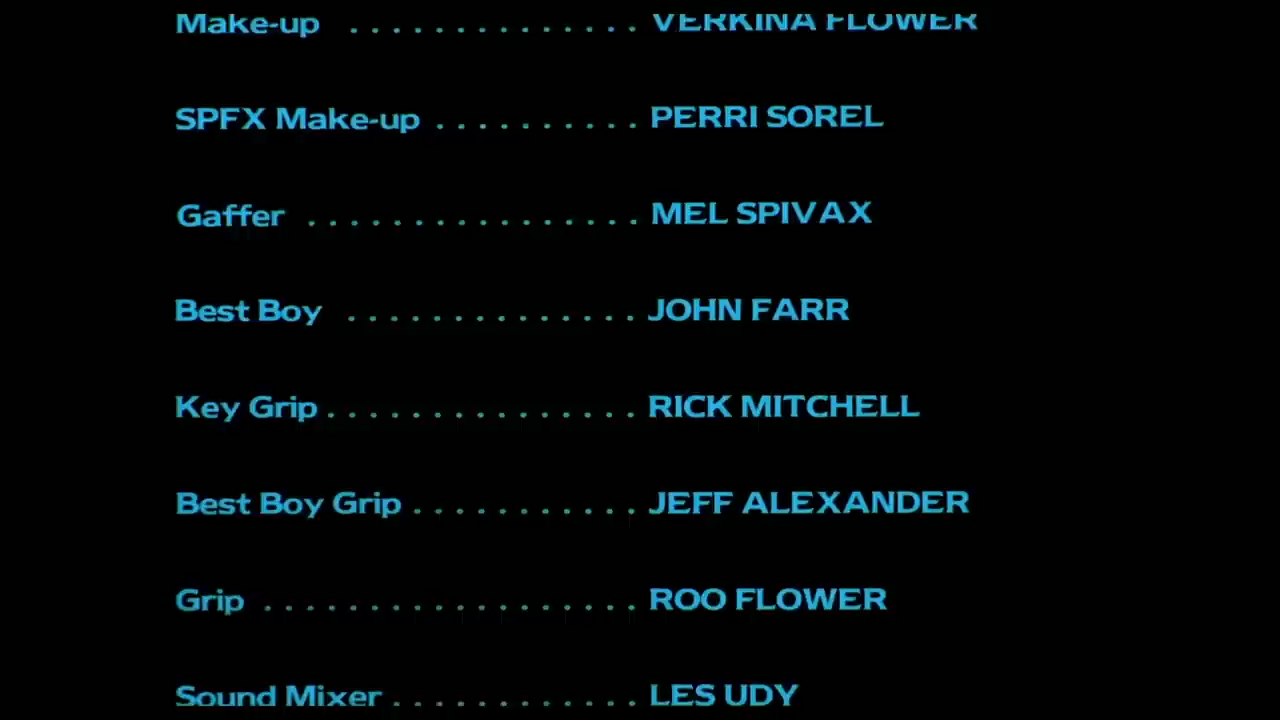 Make-up . . . . . . . . . . . . . . VERKINA FLOWER
SPFX Make-up . . . . . . . . . . PERRI SOREL
Gaffer . . . . . . . . . . . . . . . . MEL SPIVAX
Best Boy . . . . . . . . . . . . . . JOHN FARR
Key Grip . . . . . . . . . . . . . . . RICK MITCHELL
Best Boy Grip . . . . . . . . . . . JEFF ALEXANDER
Grip . . . . . . . . . . . . . . . . . . ROO FLOWER
Sound Mixer . . . . . . . . . . . . LES UDY